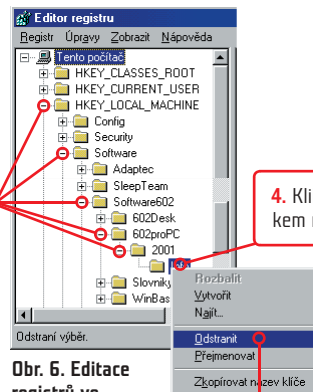 Editor registru
Registr Úpravy Zobrazit Nápověda
Tento počítač
HKEY_CLASSES_ROOT
HKEY_CURRENT_USER
HKEY_LOCAL_MACHINE
Config
Security
Software
Adaptec
SleepTeam
Software602
602Desk
602proPC
2001
Slovníky
WinBas
4. Kli
kem
Rozbalit
Vytvořit
Najít...
Odstranit
Přejmenovat
Zkopírovat název klíče
Odstraní výběr.
Obr. 6. Editace
registrů ve